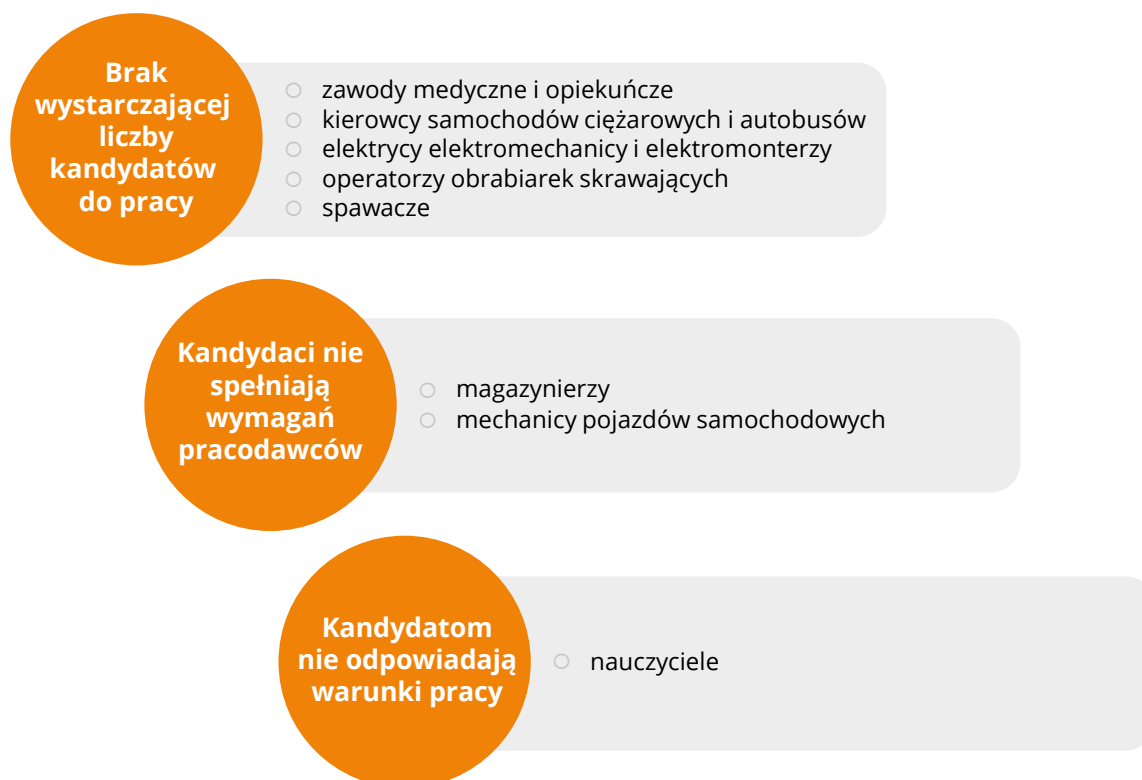 Brak
wystarczającej
liczby
kandydatów
do pracy
zawody medyczne i opiekuńcze
kierowcy samochodów ciężarowych i autobusów
elektrycy elektromechanicy i elektromonterzy
operatorzy obrabiarek skrawających
spawacze
Kandydaci nie
spełniają
wymagań
pracodawców
magazynierzy
mechanicy pojazdów samochodowych
Kandydatom
nie odpowiadają
warunki pracy
nauczyciele